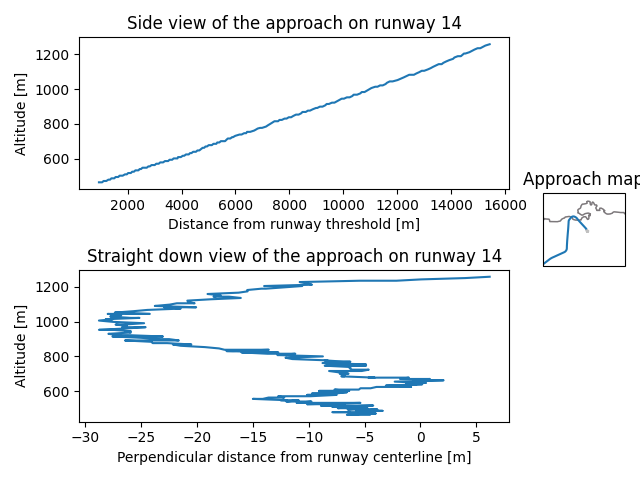 Side view of the approach on runway 14
1200
1000
800
600
Altitude [m]
2000 4000 6000 8000 10000 12000 14000 16000
Distance from runway threshold [m]
Approach map
Straight down view of the approach on runway 14
1200
1000
800
600
Altitude [m]
−30 −25 −20 −15 −10 −5 0 5
Perpendicular distance from runway centerline [m]